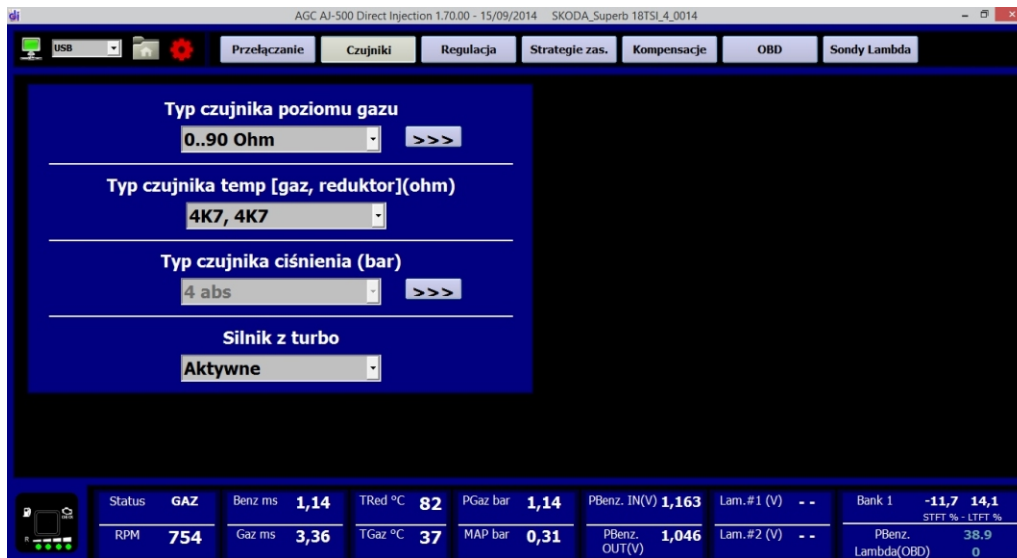 di AGC AJ-500 Direct Injection 1.70.00 - 15/09/2014 SKODA_Superb 18TSI_4_0014
USB Przełączanie Czujniki Regulacja Strategie zas. Kompensacje OBD Sondy Lambda
Typ czujnika poziomu gazu
0..90 Ohm >>>
Typ czujnika temp [gaz, reduktor](ohm)
4K7, 4K7
Typ czujnika ciśnienia (bar)
4 abs >>>
Silnik z turbo
Aktywne
Status GAZ Benz ms 1,14 TRed °C 82 PGaz bar 1,14 PBenz. IN(V) 1,163 Lam.#1 (V) - - Bank 1 -11,7 14,1
STFT % - LTFT %
RPM 754 Gaz ms 3,36 TGaz °C 37 MAP bar 0,31 PBenz. OUT(V) 1,046 Lam.#2 (V) - - PBenz. 38.9
Lambda(OBD) 0
R